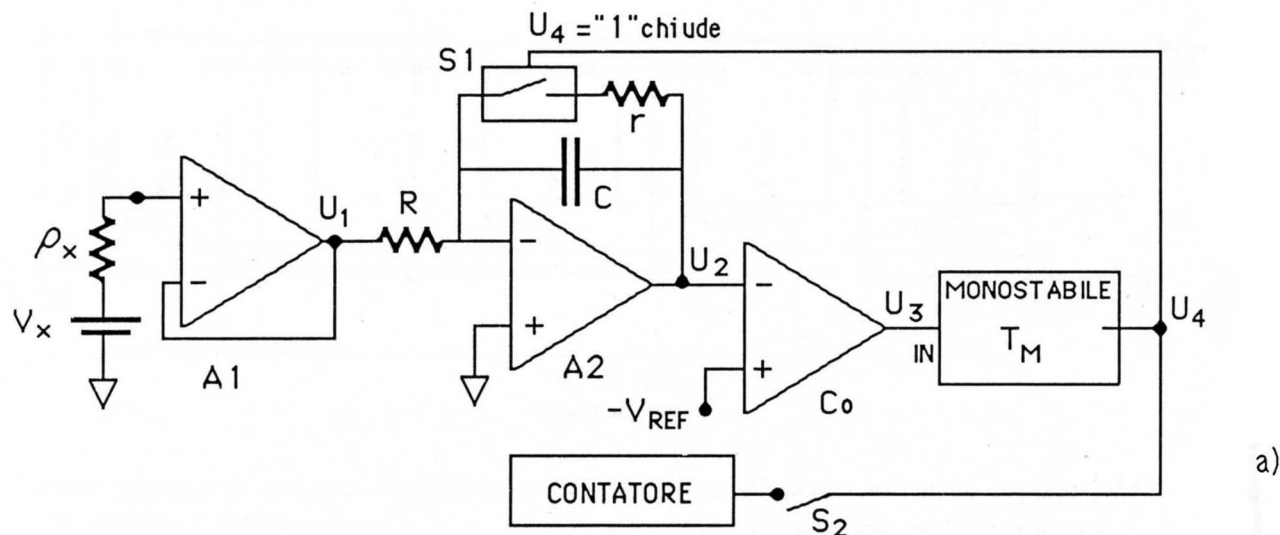 U4 ="1"chiude
S1
r
C
ρx
Vx
+
−
A1
U1
R
−
+
A2
U2
−
+
Co
-VREF
U3
IN
MONOSTABILE
TM
U4
CONTATORE
S2
a)